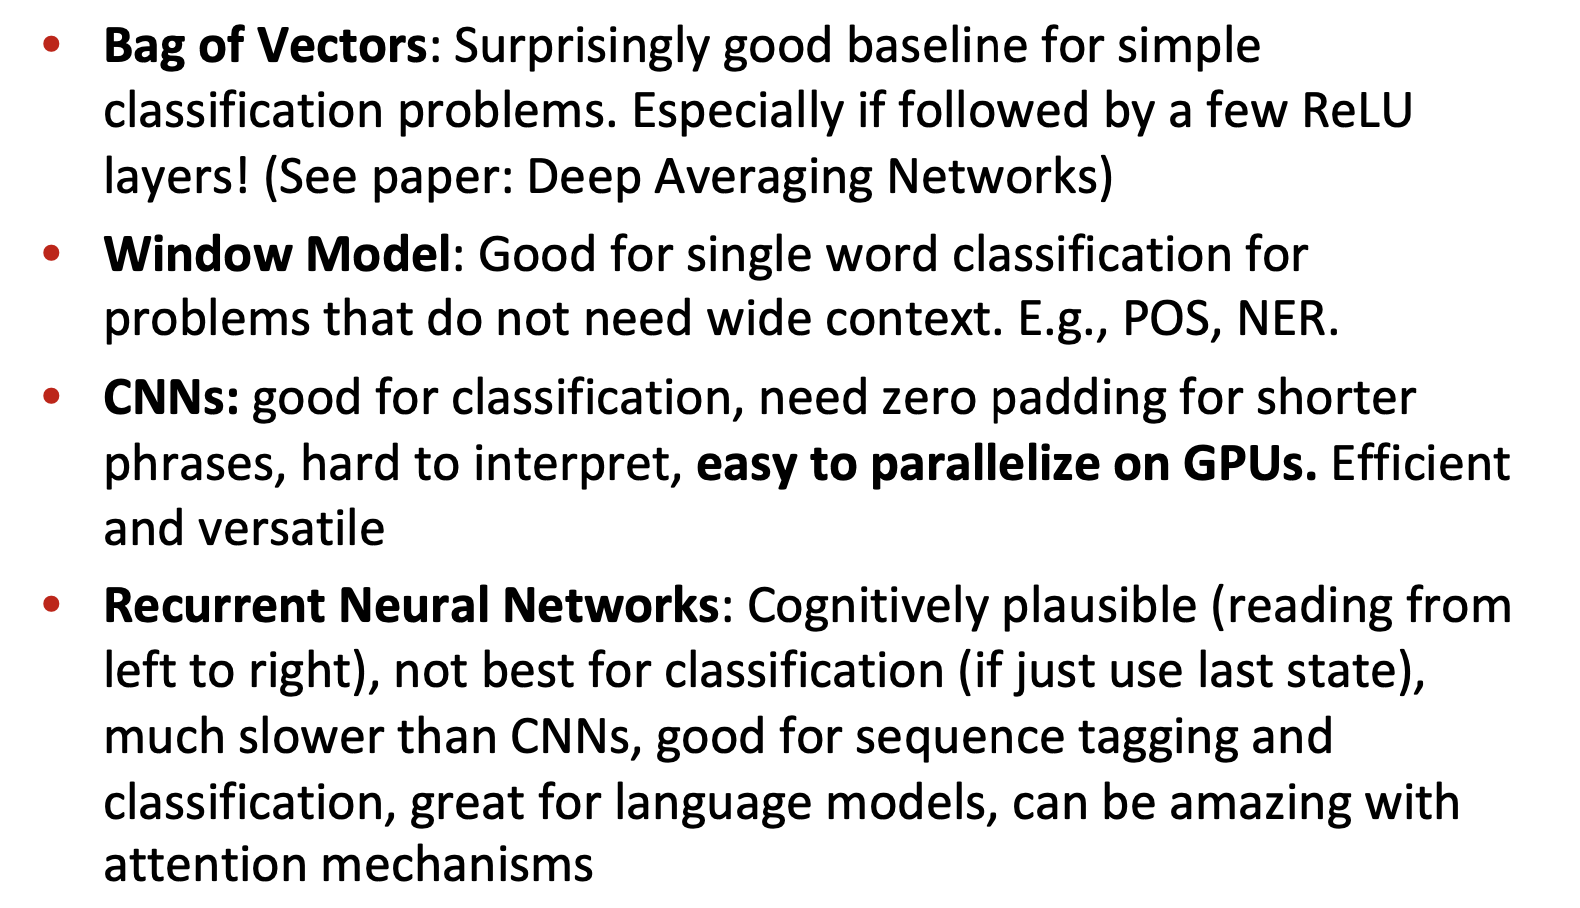 • Bag of Vectors: Surprisingly good baseline for simple
classification problems. Especially if followed by a few ReLU
layers! (See paper: Deep Averaging Networks)
• Window Model: Good for single word classification for
problems that do not need wide context. E.g., POS, NER.
• CNNs: good for classification, need zero padding for shorter
phrases, hard to interpret, easy to parallelize on GPUs. Efficient
and versatile
• Recurrent Neural Networks: Cognitively plausible (reading from
left to right), not best for classification (if just use last state),
much slower than CNNs, good for sequence tagging and
classification, great for language models, can be amazing with
attention mechanisms